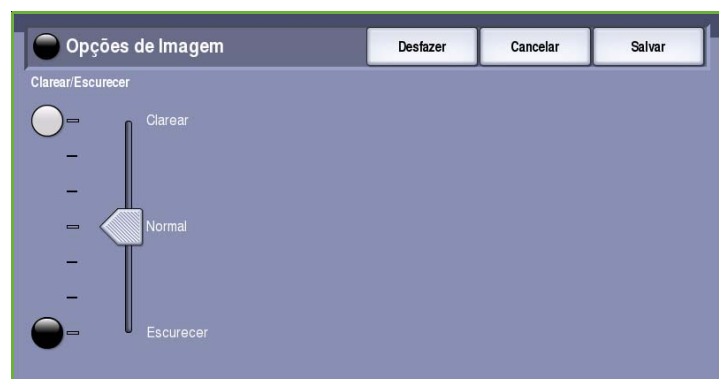 Opções de Imagem
Desfazer
Cancelar
Salvar
Clarear/Escurecer
Clarear
Normal
Escurecer